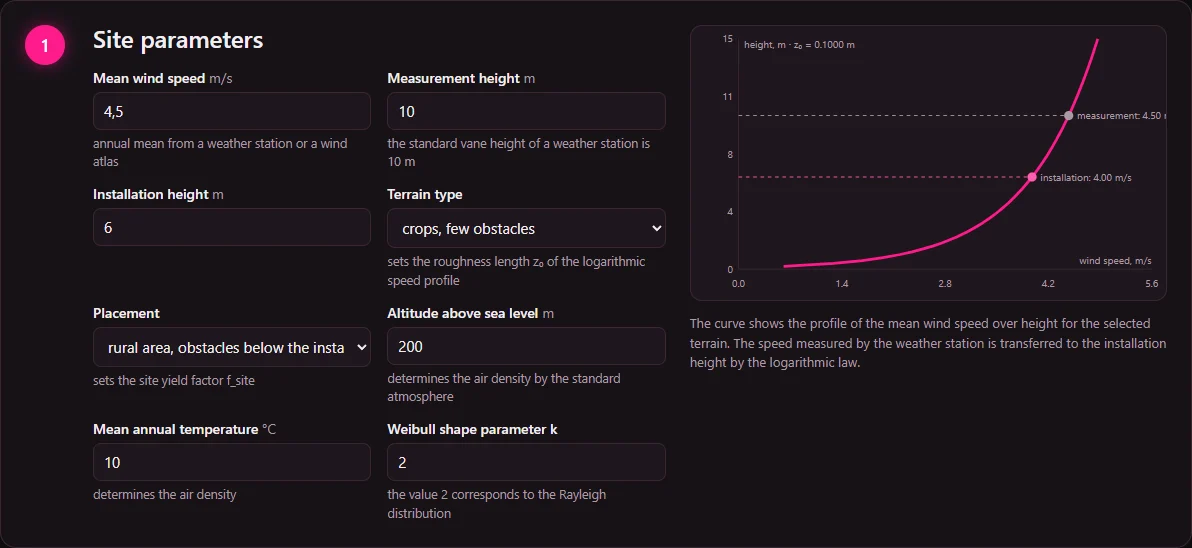 1
Site parameters
Mean wind speed m/s
4,5
annual mean from a weather station or a wind
atlas
Measurement height m
10
the standard vane height of a weather station is
10 m
Installation height m
6
Terrain type
crops, few obstacles
sets the roughness length z₀ of the logarithmic
speed profile
Placement
rural area, obstacles below the insta
sets the site yield factor f_site
Altitude above sea level m
200
determines the air density by the standard
atmosphere
Mean annual temperature °C
10
determines the air density
Weibull shape parameter k
2
the value 2 corresponds to the Rayleigh
distribution
height, m · z₀ = 0.1000 m
15
11
8
4
0
measurement: 4.50
installation: 4.00 m/s
wind speed, m/s
0.0
1.4
2.8
4.2
5.6
The curve shows the profile of the mean wind speed over height for the selected
terrain. The speed measured by the weather station is transferred to the installation
height by the logarithmic law.